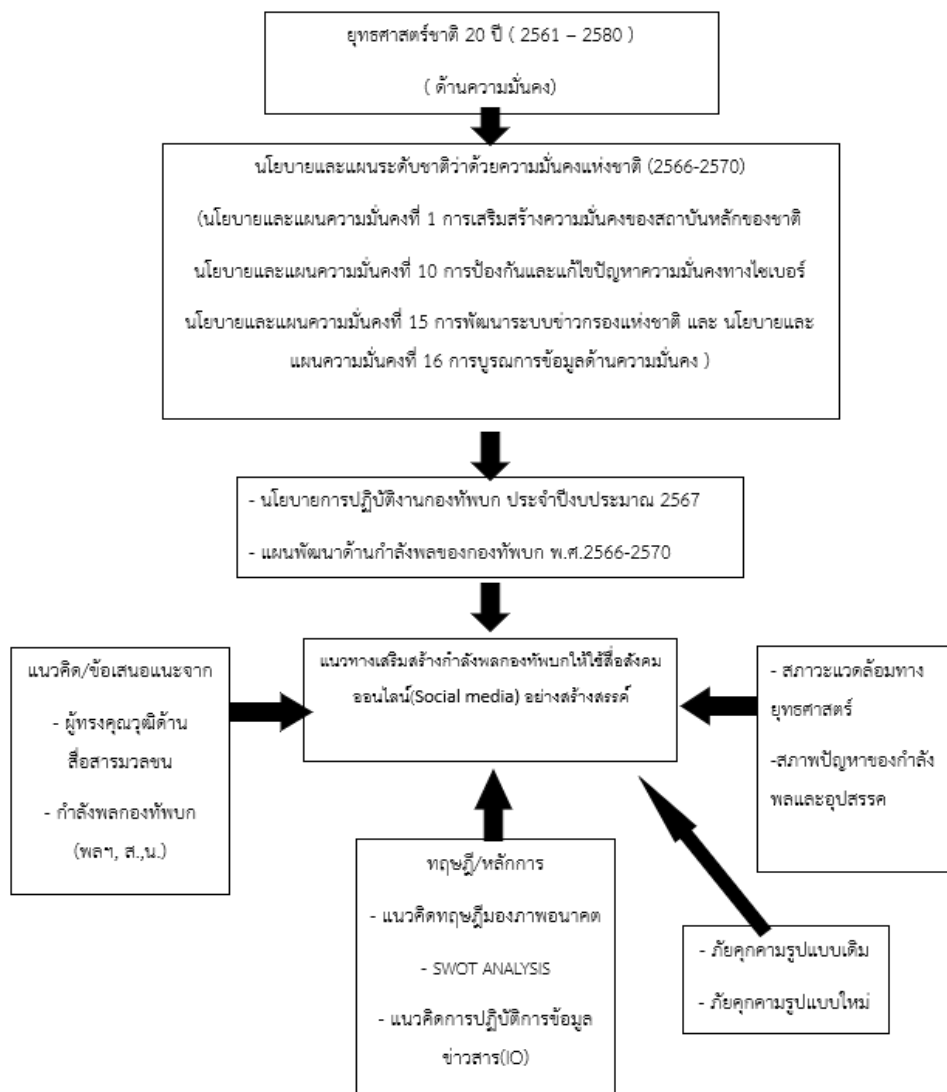 ยุทธศาสตร์ชาติ 20 ปี ( 2561 – 2580 )
( ด้านความมั่นคง)
นโยบายและแผนระดับชาติว่าด้วยความมั่นคงแห่งชาติ (2566-2570)
(นโยบายและแผนความมั่นคงที่ 1 การเสริมสร้างความมั่นคงของสถาบันหลักของชาติ
นโยบายและแผนความมั่นคงที่ 10 การป้องกันและแก้ไขปัญหาความมั่นคงทางไซเบอร์
นโยบายและแผนความมั่นคงที่ 15 การพัฒนาระบบข่าวกรองแห่งชาติ และ นโยบายและ
แผนความมั่นคงที่ 16 การบูรณการข้อมูลด้านความมั่นคง )
- นโยบายการปฏิบัติงานกองทัพบก ประจำปีงบประมาณ 2567
- แผนพัฒนาด้านกำลังพลของกองทัพบก พ.ศ.2566-2570
แนวคิด/ข้อเสนอแนะจาก
- ผู้ทรงคุณวุฒิด้าน
สื่อสารมวลชน
- กำลังพลกองทัพบก
(พลฯ, ส.,น.)
แนวทางเสริมสร้างกำลังพลกองทัพบกให้ใช้สื่อสังคม
ออนไลน์(Social media) อย่างสร้างสรรค์
- สภาวะแวดล้อมทาง
ยุทธศาสตร์
-สภาพปัญหาของกำลัง
พลและอุปสรรค
ทฤษฎี/หลักการ
- แนวคิดทฤษฎีมองภาพอนาคต
- SWOT ANALYSIS
- แนวคิดการปฏิบัติการข้อมูล
ข่าวสาร(IO)
- ภัยคุกคามรูปแบบเดิม
- ภัยคุกคามรูปแบบใหม่